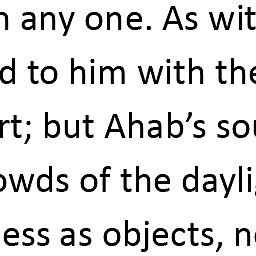 n any one. As wit
d to him with the
rt; but Ahab’s sou
owds of the dayli
ess as objects, n